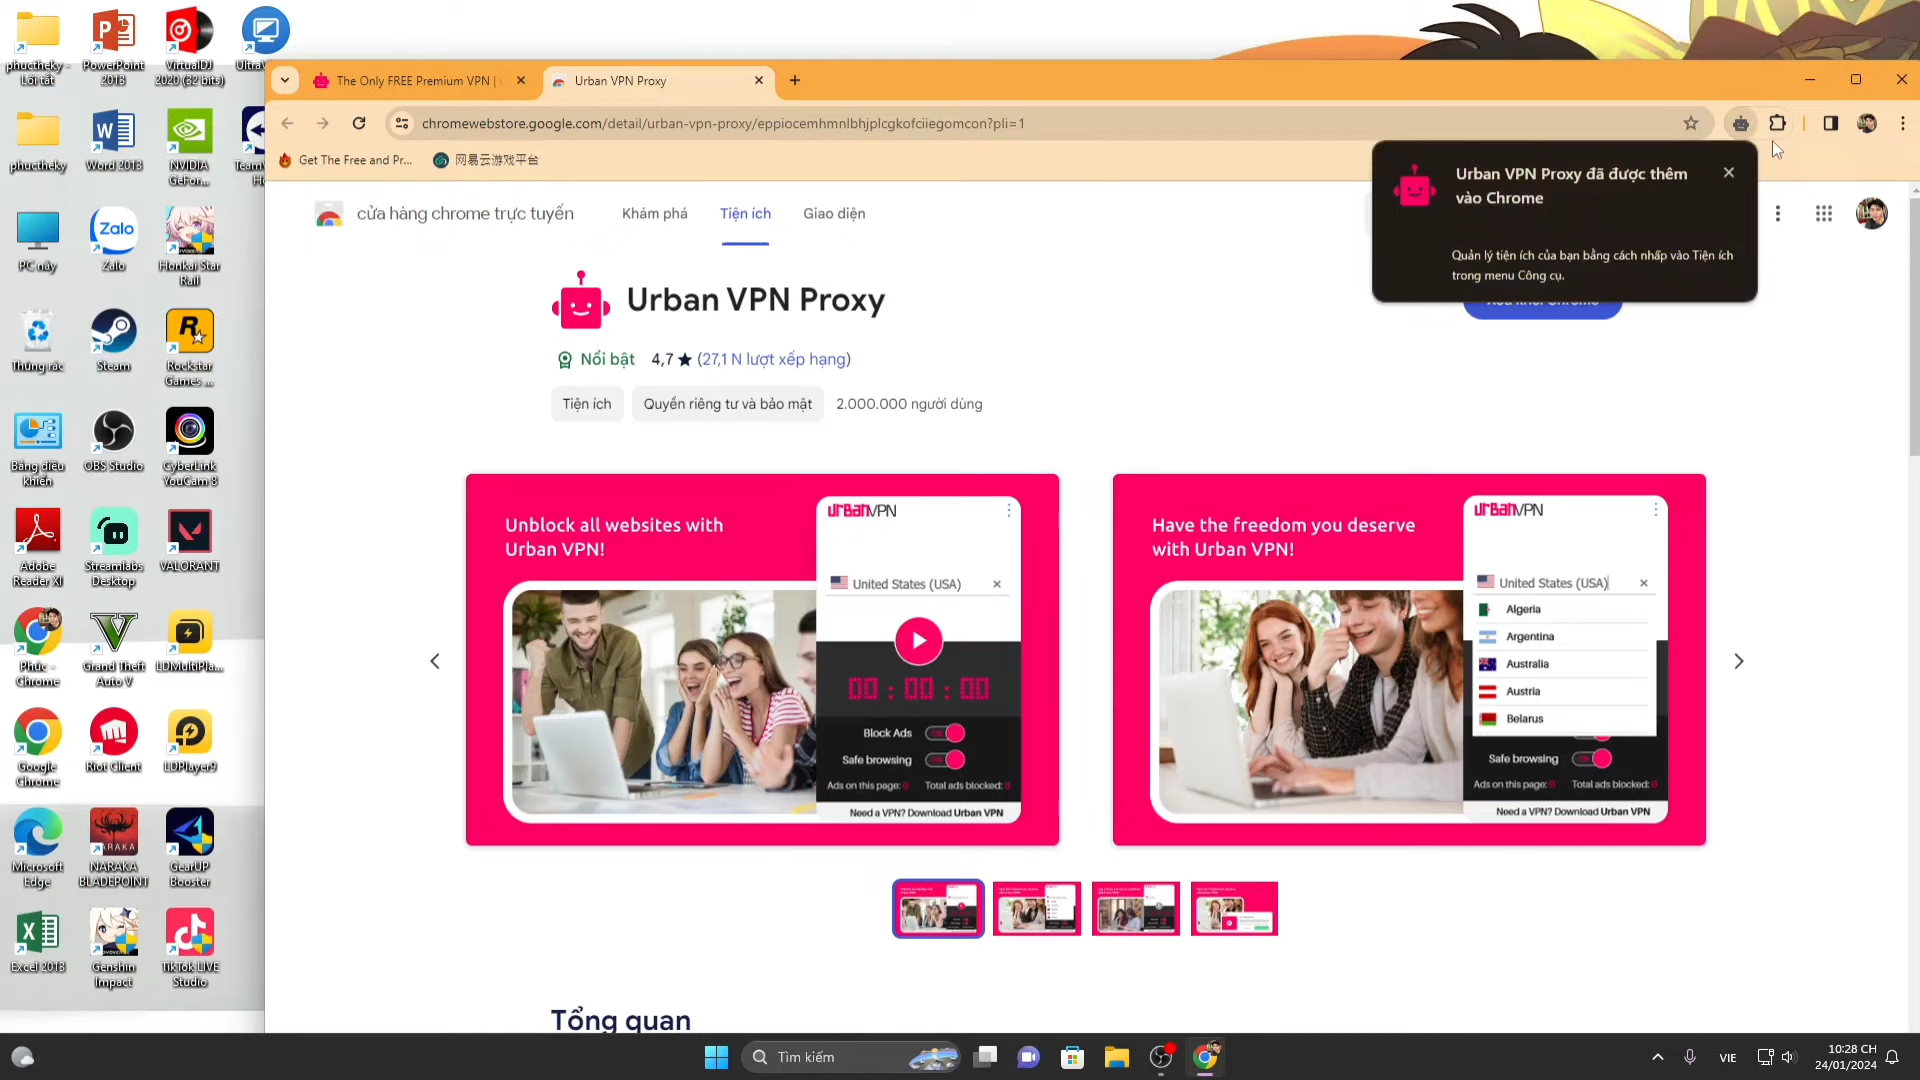 phuctheky - Lối tắt
PowerPoint 2013
VirtualDJ 2020 (32 bits)
phuctheky
Word 2013
NVIDIA GeFor...
PC này
Zalo
Honkai Star Rail
Thùng rác
Steam
Rockstar Games ...
Bảng điều khiển
OBS Studio
CyberLink YouCam 8
Adobe Reader XI
Streamlabs Desktop
VALORANT
Phúc - Chrome
Grand Theft Auto V
LDMultiPla...
Google Chrome
Riot Client
LDPlayer9
Microsoft Edge
NARAKA BLADEPOINT
GearUP Booster
Excel 2013
Genshin Impact
TikTok LIVE Studio
The Only FREE Premium VPN |
Urban VPN Proxy
chromewebstore.google.com/detail/urban-vpn-proxy/eppiocemhmnlbhjplcgkofciiegomcon?pli=1
Get The Free and Pr...
网易云游戏平台
Urban VPN Proxy đã được thêm
vào Chrome
Quản lý tiện ích của bạn bằng cách nhấp vào Tiện ích
trong menu Công cụ.
cửa hàng chrome trực tuyến
Khám phá
Tiện ích
Giao diện
Urban VPN Proxy
Nổi bật
4,7 ★ (27,1 N lượt xếp hạng)
Tiện ích
Quyền riêng tư và bảo mật
2.000.000 người dùng
Unblock all websites with
Urban VPN!
urbanVPN
United States (USA)
00 : 00 : 00
Block Ads
Safe browsing
Ads on this page: 0 Total ads blocked: 0
Need a VPN? Download Urban VPN
Have the freedom you deserve
with Urban VPN!
urbanVPN
United States (USA)
Algeria
Argentina
Australia
Austria
Belarus
Safe browsing
Ads on this page: 0 Total ads blocked: 0
Need a VPN? Download Urban VPN
Tổng quan
Tìm kiếm
VIE
10:28 CH
24/01/2024